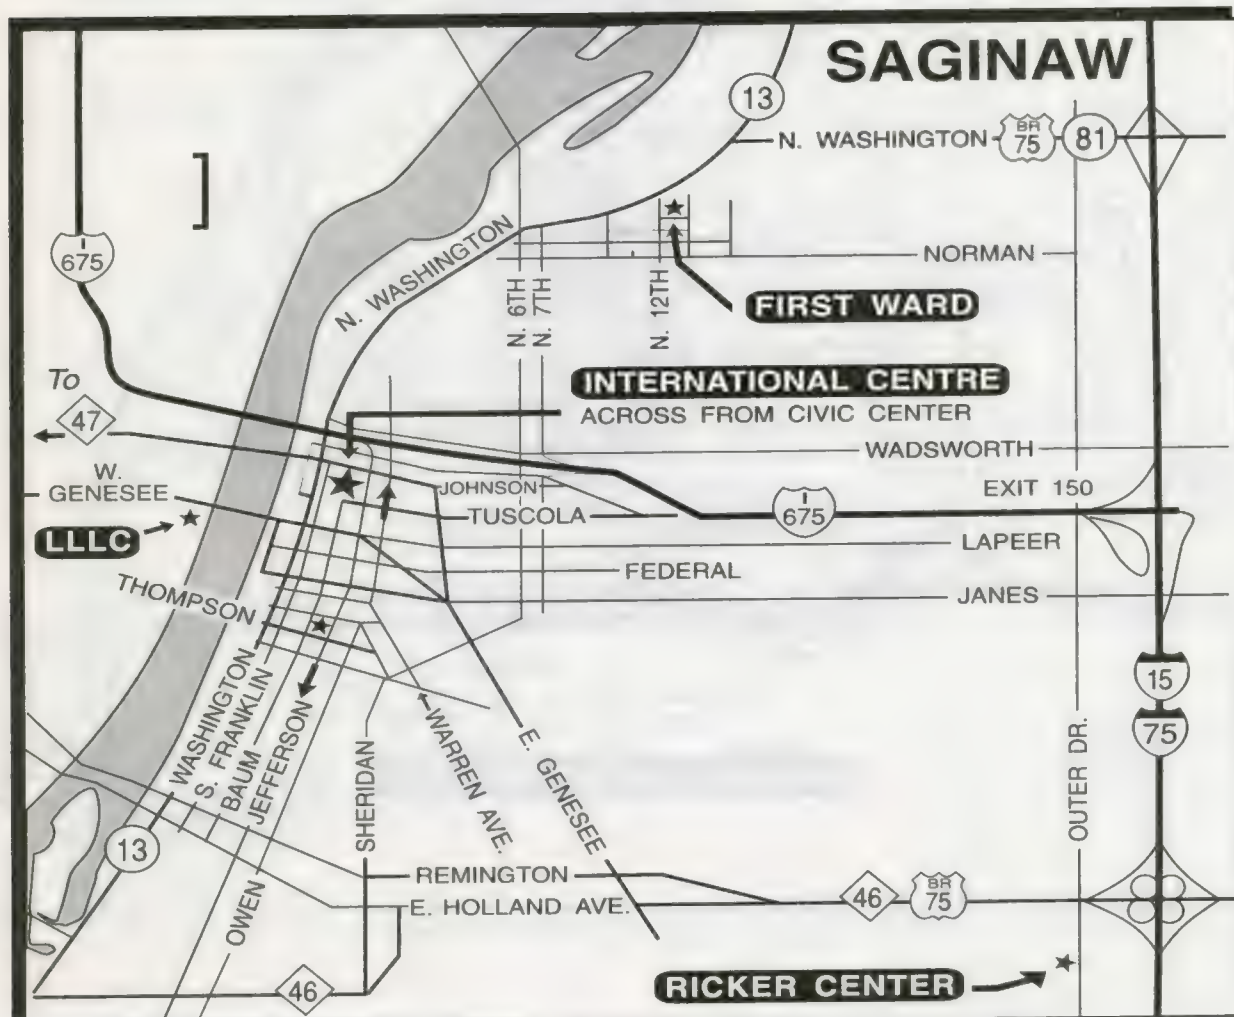 SAGINAW
13
N. WASHINGTON
BR
75
81
]
I
675
N. WASHINGTON
NORMAN
N. 6TH
N. 7TH
N. 12TH
FIRST WARD
To
47
INTERNATIONAL CENTRE
ACROSS FROM CIVIC CENTER
WADSWORTH
W.
GENESEE
JOHNSON
EXIT 150
TUSCOLA
I
675
LLLC
LAPEER
FEDERAL
THOMPSON
JANES
WASHINGTON
S. FRANKLIN
BAUM
JEFFERSON
SHERIDAN
WARREN AVE.
E. GENESEE
15
75
OUTER DR.
13
REMINGTON
E. HOLLAND AVE.
46
BR
75
OWEN
46
RICKER CENTER